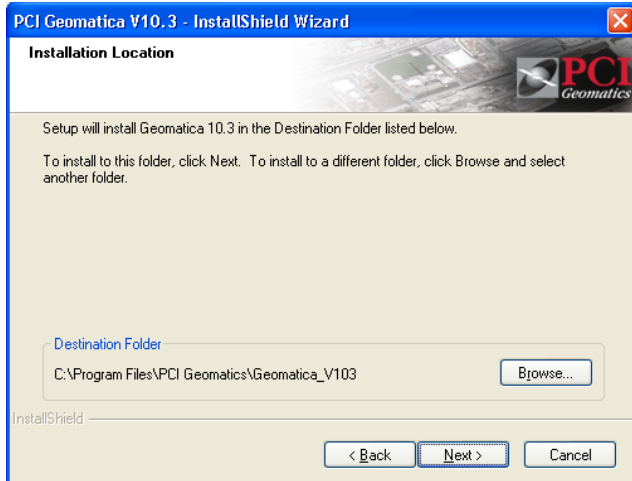 PCI Geomatica V10.3 - InstallShield Wizard
Installation Location
PCI
Geomatics
Setup will install Geomatica 10.3 in the Destination Folder listed below.
To install to this folder, click Next.  To install to a different folder, click Browse and select
another folder.
Destination Folder
C:\Program Files\PCI Geomatics\Geomatica_V103
Browse...
InstallShield
< Back
Next >
Cancel